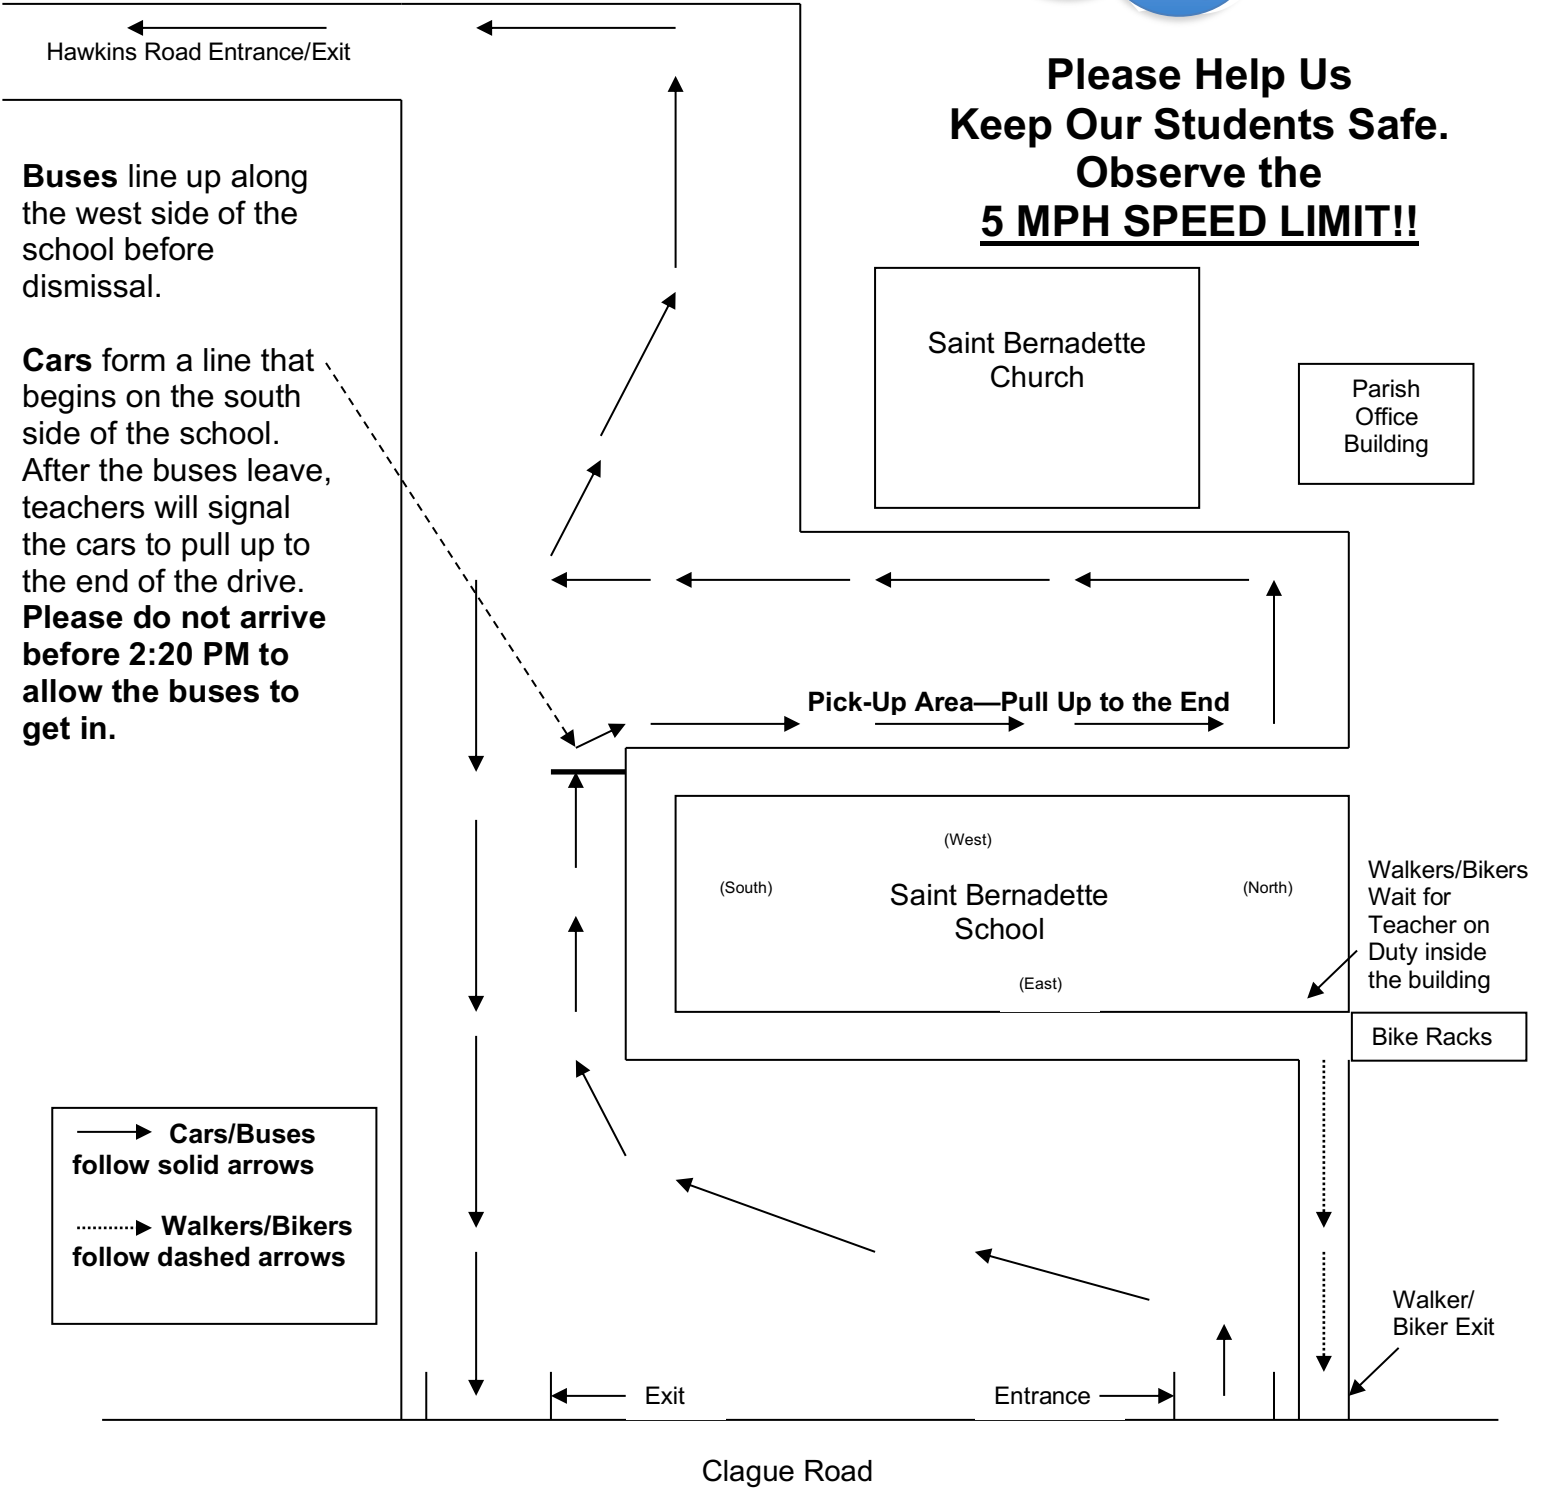 Hawkins Road Entrance/Exit
Please Help Us
Keep Our Students Safe.
Observe the
5 MPH SPEED LIMIT!!
Buses line up along
the west side of the
school before
dismissal.
Cars form a line that
begins on the south
side of the school.
After the buses leave,
teachers will signal
the cars to pull up to
the end of the drive.
Please do not arrive
before 2:20 PM to
allow the buses to
get in.
Saint Bernadette
Church
Parish
Office
Building
Pick-Up Area—Pull Up to the End
(West)
(South)
Saint Bernadette
School
(North)
(East)
Walkers/Bikers
Wait for
Teacher on
Duty inside
the building
Bike Racks
Cars/Buses
follow solid arrows
Walkers/Bikers
follow dashed arrows
Walker/
Biker Exit
Exit
Entrance
Clague Road